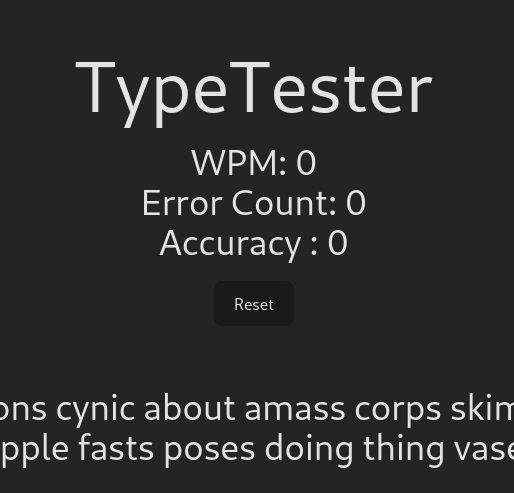 TypeTester
WPM: 0
Error Count: 0
Accuracy : 0
Reset
ons cynic about amass corps skim
pple fasts poses doing thing vase